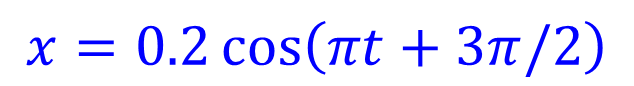 x = 0.2 cos(πt + 3π/2)